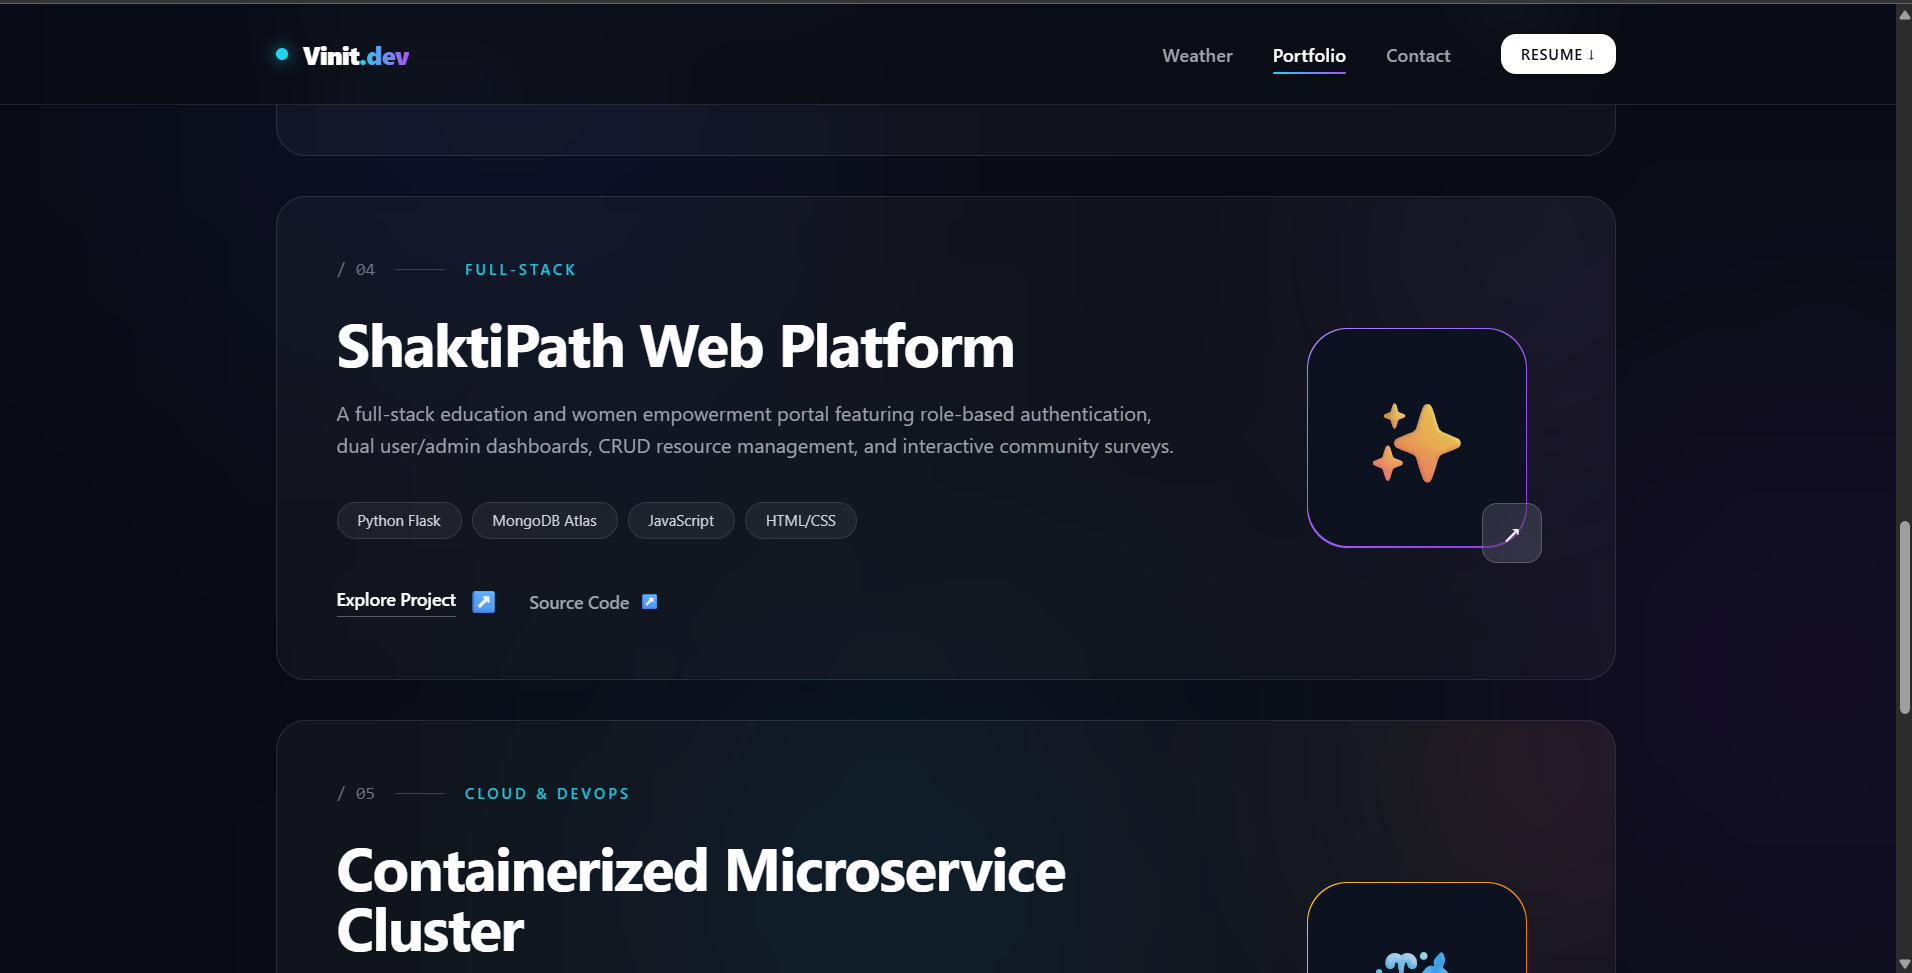 Vinit.dev
Weather
Portfolio
Contact
RESUME ↓
/ 04
FULL-STACK
ShaktiPath Web Platform
A full-stack education and women empowerment portal featuring role-based authentication,
dual user/admin dashboards, CRUD resource management, and interactive community surveys.
Python Flask
MongoDB Atlas
JavaScript
HTML/CSS
Explore Project ↗
Source Code ↗
/ 05
CLOUD & DEVOPS
Containerized Microservice
Cluster